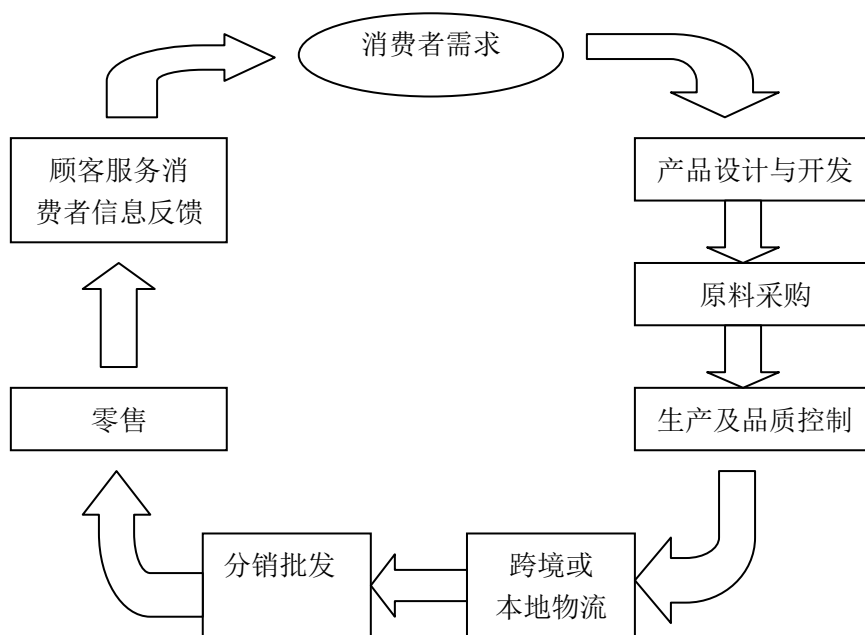 消费者需求
产品设计与开发
原料采购
生产及品质控制
跨境或
本地物流
分销批发
零售
顾客服务消
费者信息反馈